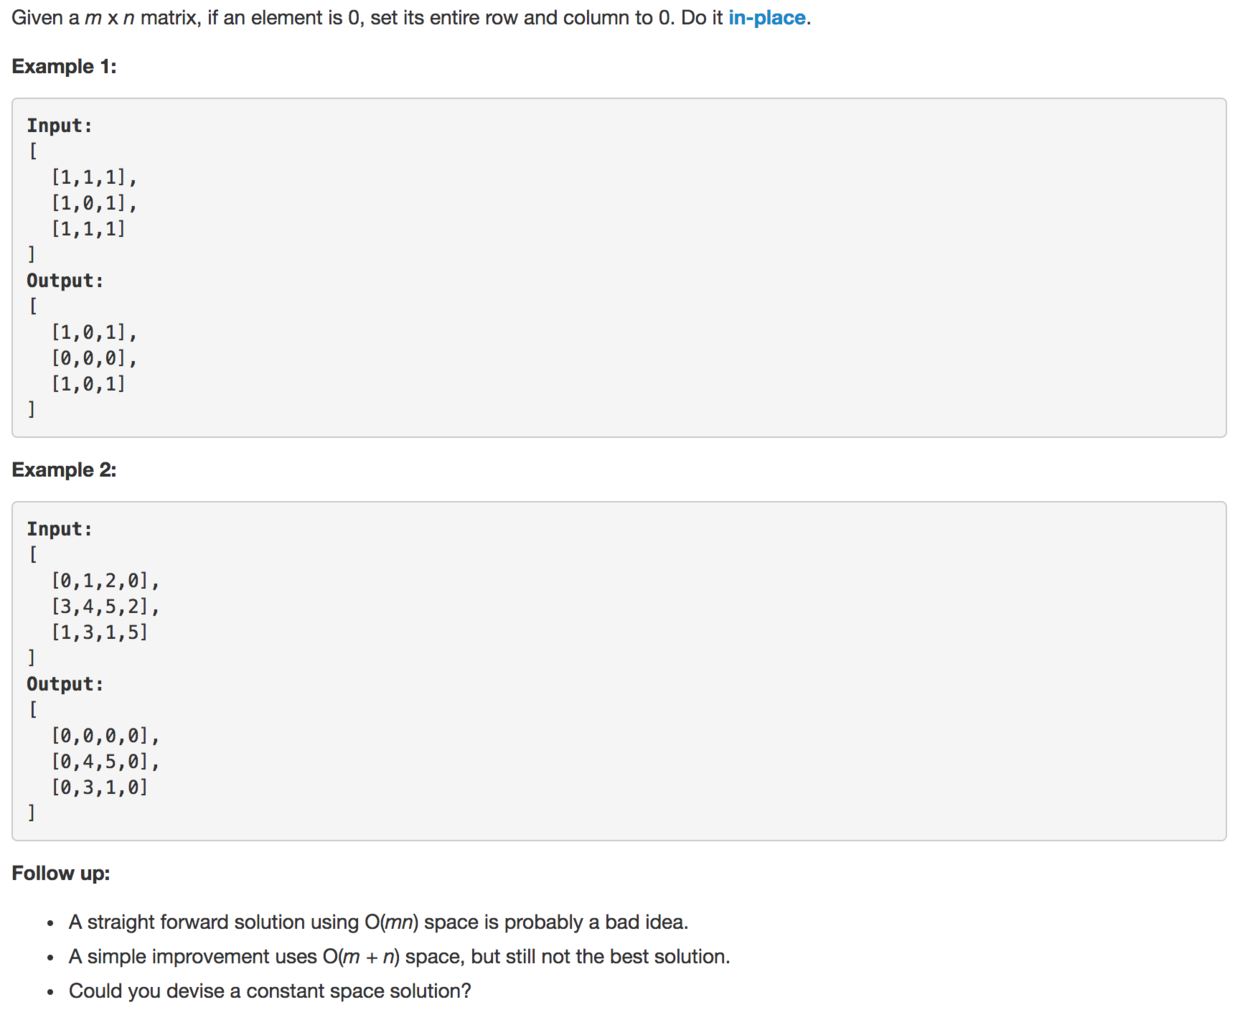 Given a m x n matrix, if an element is 0, set its entire row and column to 0. Do it in-place.
Example 1:
Input:
[
  [1,1,1],
  [1,0,1],
  [1,1,1]
]
Output:
[
  [1,0,1],
  [0,0,0],
  [1,0,1]
]
Example 2:
Input:
[
  [0,1,2,0],
  [3,4,5,2],
  [1,3,1,5]
]
Output:
[
  [0,0,0,0],
  [0,4,5,0],
  [0,3,1,0]
]
Follow up:
• A straight forward solution using O(mn) space is probably a bad idea.
• A simple improvement uses O(m + n) space, but still not the best solution.
• Could you devise a constant space solution?